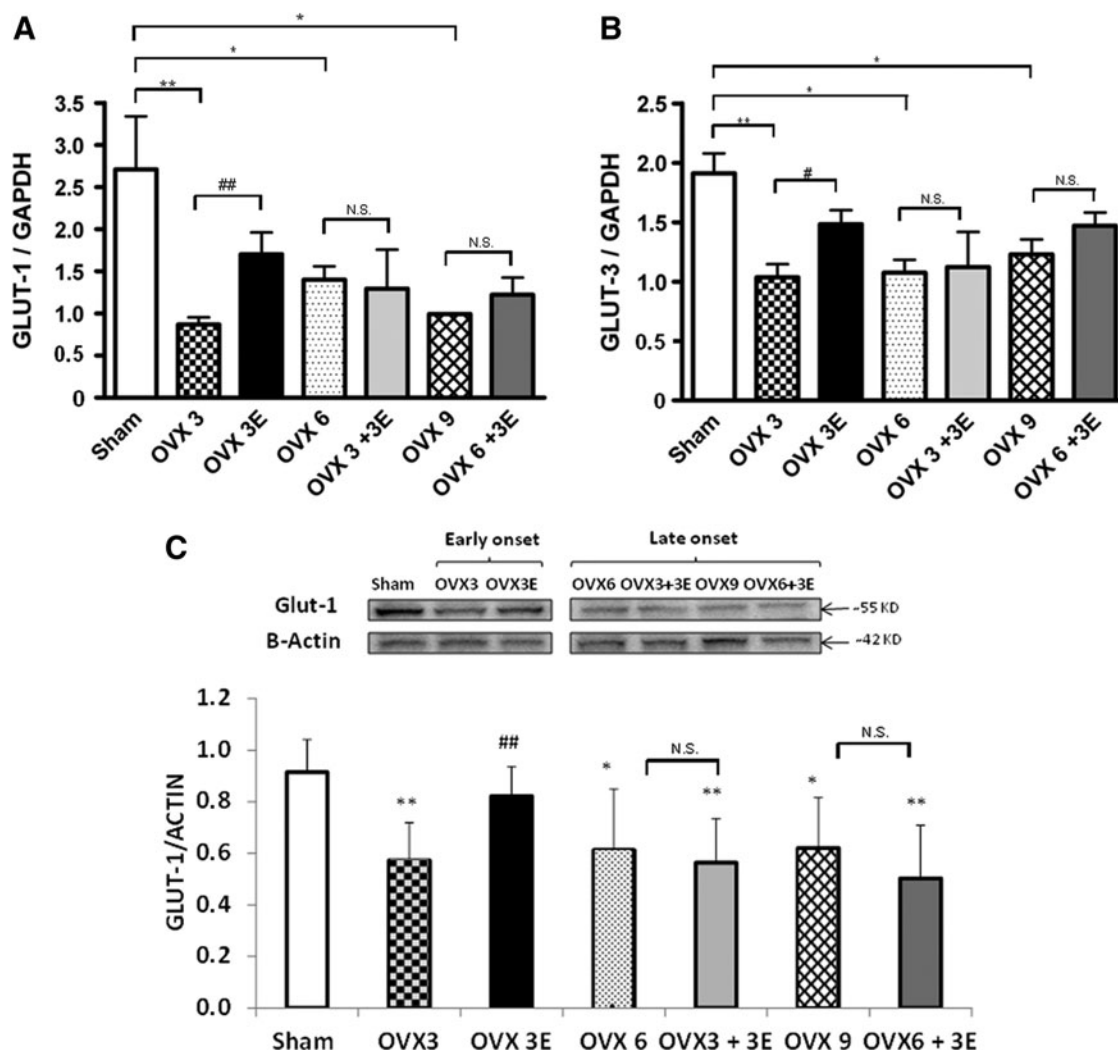 A
*
*
**
##
N.S.
N.S.
GLUT-1 / GAPDH
3.5
3.0
2.5
2.0
1.5
1.0
0.5
0
Sham
OVX 3
OVX 3E
OVX 6
OVX 3 +3E
OVX 9
OVX 6 +3E
B
*
*
**
#
N.S.
N.S.
GLUT-3 / GAPDH
2.5
2.0
1.5
1.0
0.5
0
Sham
OVX 3
OVX 3E
OVX 6
OVX 3 +3E
OVX 9
OVX 6 +3E
C
Early onset Late onset
Sham OVX3 OVX3E OVX6 OVX3+3E OVX9 OVX6+3E
Glut-1 ~55 KD
B-Actin ~42 KD
GLUT-1/ACTIN
1.2
1.0
0.8
0.6
0.4
0.2
0.0
**
##
*
N.S.
**
*
N.S.
**
Sham OVX3 OVX 3E OVX 6 OVX3 + 3E OVX 9 OVX6 + 3E